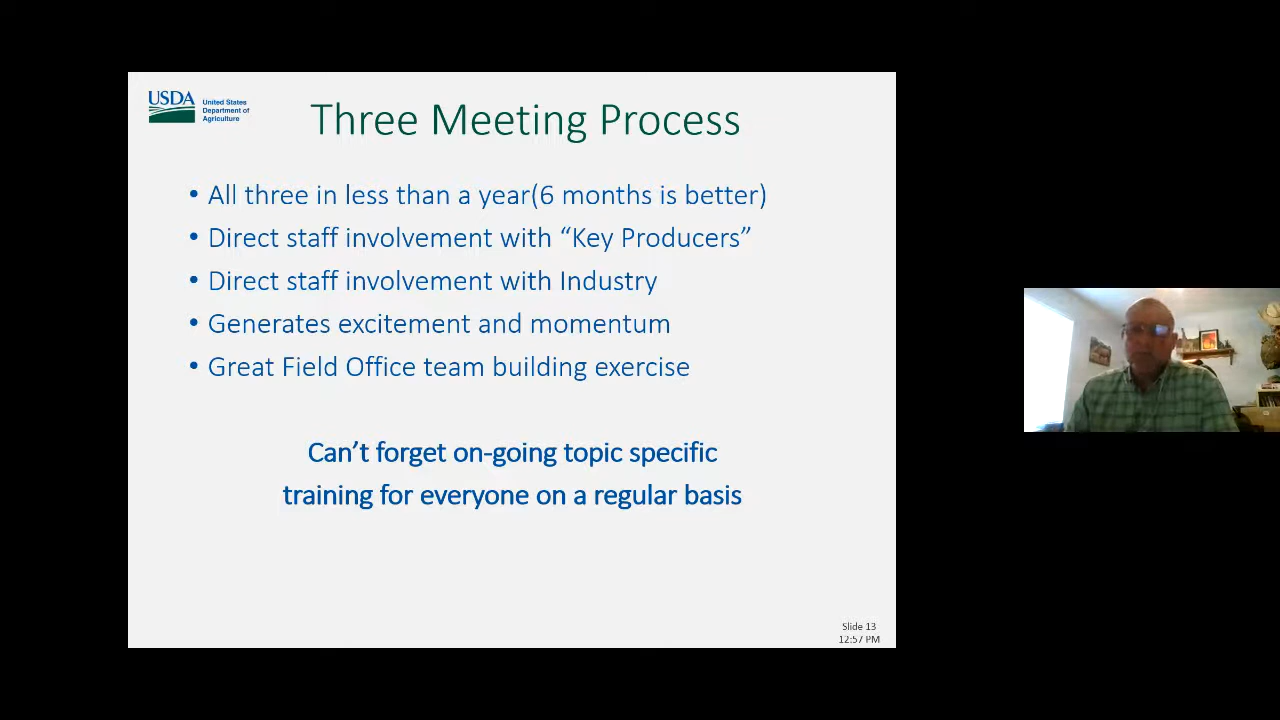 USDA
United States
Department of
Agriculture
Three Meeting Process
• All three in less than a year(6 months is better)
• Direct staff involvement with “Key Producers”
• Direct staff involvement with Industry
• Generates excitement and momentum
• Great Field Office team building exercise
Can’t forget on-going topic specific
training for everyone on a regular basis
Slide 13
12:57 PM